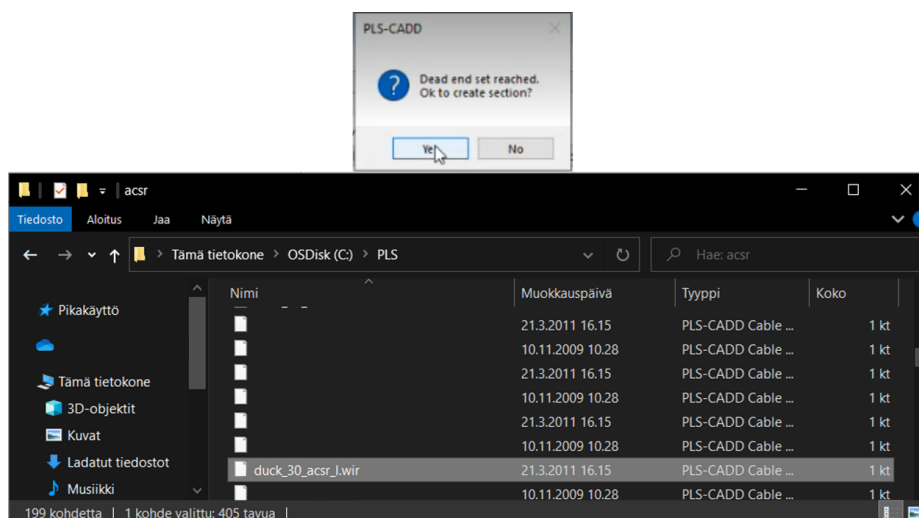 PLS-CADD
Dead end set reached.
Ok to create section?
Yes
No
acsr
Tiedosto Aloitus Jaa Näytä
Tämä tietokone > OSDisk (C:) > PLS
Hae: acsr
Nimi Muokkauspäivä Tyyppi Koko
Pikakäyttö
Tämä tietokone
3D-objektit
Kuvat
Ladatut tiedostot
Musiikki
21.3.2011 16.15 PLS-CADD Cable ... 1 kt
10.11.2009 10.28 PLS-CADD Cable ... 1 kt
21.3.2011 16.15 PLS-CADD Cable ... 1 kt
10.11.2009 10.28 PLS-CADD Cable ... 1 kt
21.3.2011 16.15 PLS-CADD Cable ... 1 kt
10.11.2009 10.28 PLS-CADD Cable ... 1 kt
duck_30_acsr_l.wir 21.3.2011 16.15 PLS-CADD Cable ... 1 kt
10.11.2009 10.28 PLS-CADD Cable ... 1 kt
199 kohdetta | 1 kohde valittu: 405 tavua |